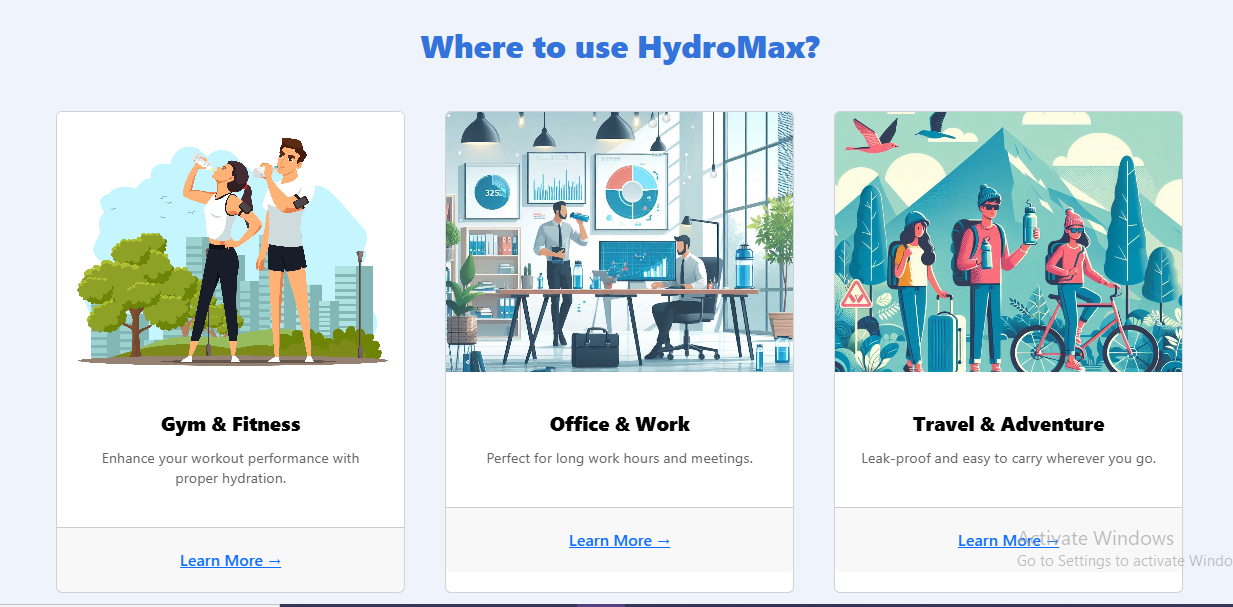 Where to use HydroMax?
325
Gym & Fitness
Enhance your workout performance with
proper hydration.
Learn More →
Office & Work
Perfect for long work hours and meetings.
Learn More →
Travel & Adventure
Leak-proof and easy to carry wherever you go.
Learn More →
Activate Windows
Go to Settings to activate Windo